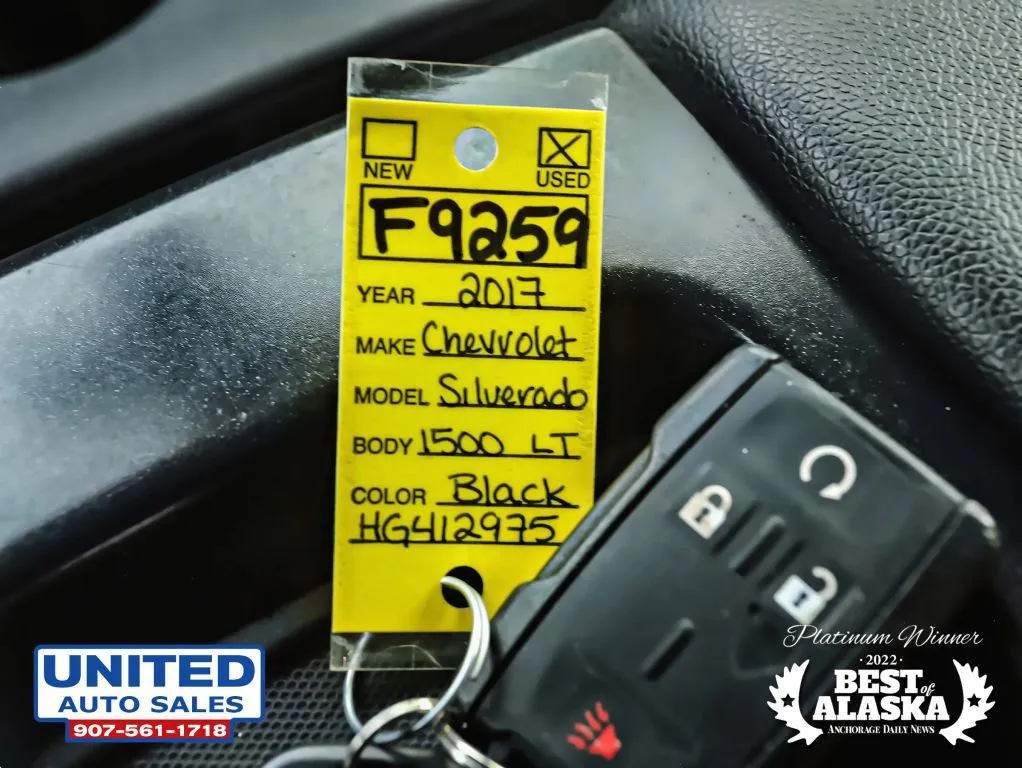 NEW
USED
F9259
YEAR 2017
MAKE Chevrolet
MODEL Silverado
BODY 1500 LT
COLOR Black
HG412975
UNITED
AUTO SALES
907-561-1718
Platinum Winner
·2022·
BEST of
ALASKA
ANCHORAGE DAILY NEWS